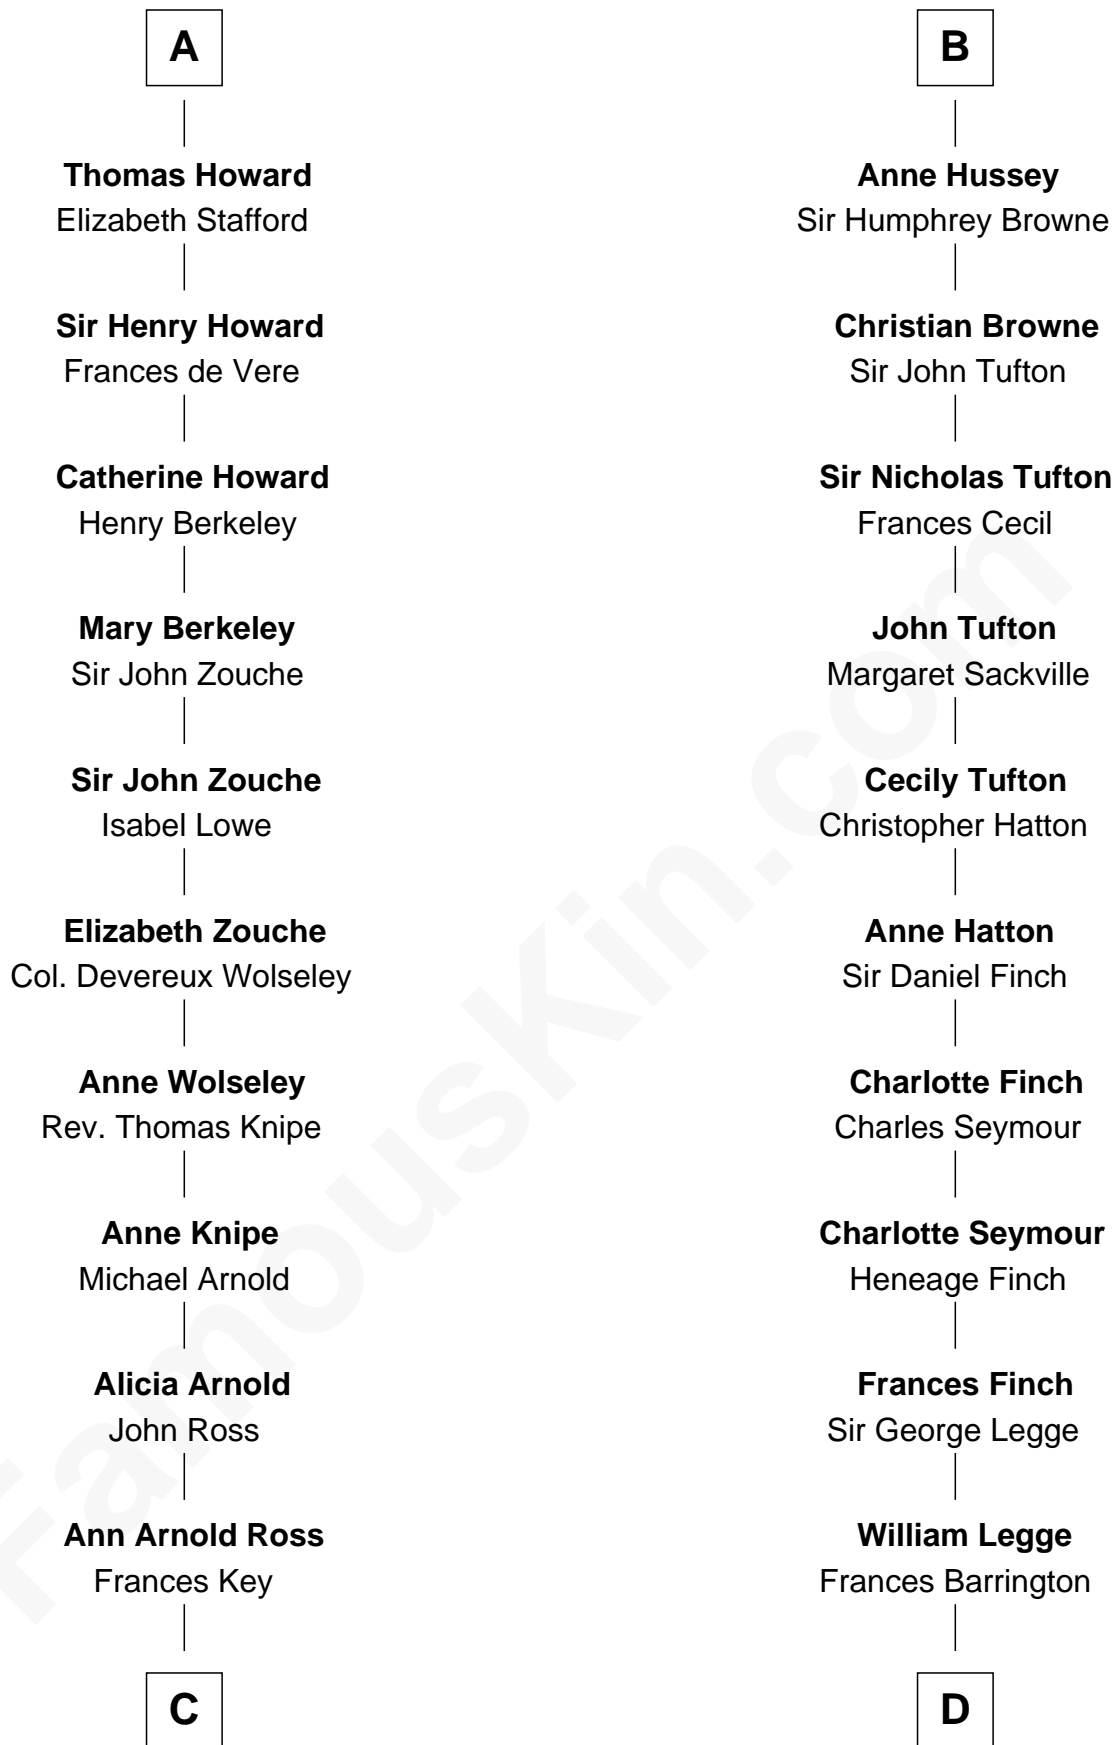 A
Thomas Howard
Elizabeth Stafford
Sir Henry Howard
Frances de Vere
Catherine Howard
Henry Berkeley
Mary Berkeley
Sir John Zouche
Sir John Zouche
Isabel Lowe
Elizabeth Zouche
Col. Devereux Wolseley
Anne Wolseley
Rev. Thomas Knipe
Anne Knipe
Michael Arnold
Alicia Arnold
John Ross
Ann Arnold Ross
Frances Key
C
B
Anne Hussey
Sir Humphrey Browne
Christian Browne
Sir John Tufton
Sir Nicholas Tufton
Frances Cecil
John Tufton
Margaret Sackville
Cecily Tufton
Christopher Hatton
Anne Hatton
Sir Daniel Finch
Charlotte Finch
Charles Seymour
Charlotte Seymour
Heneage Finch
Frances Finch
Sir George Legge
William Legge
Frances Barrington
D
FamousKin.com